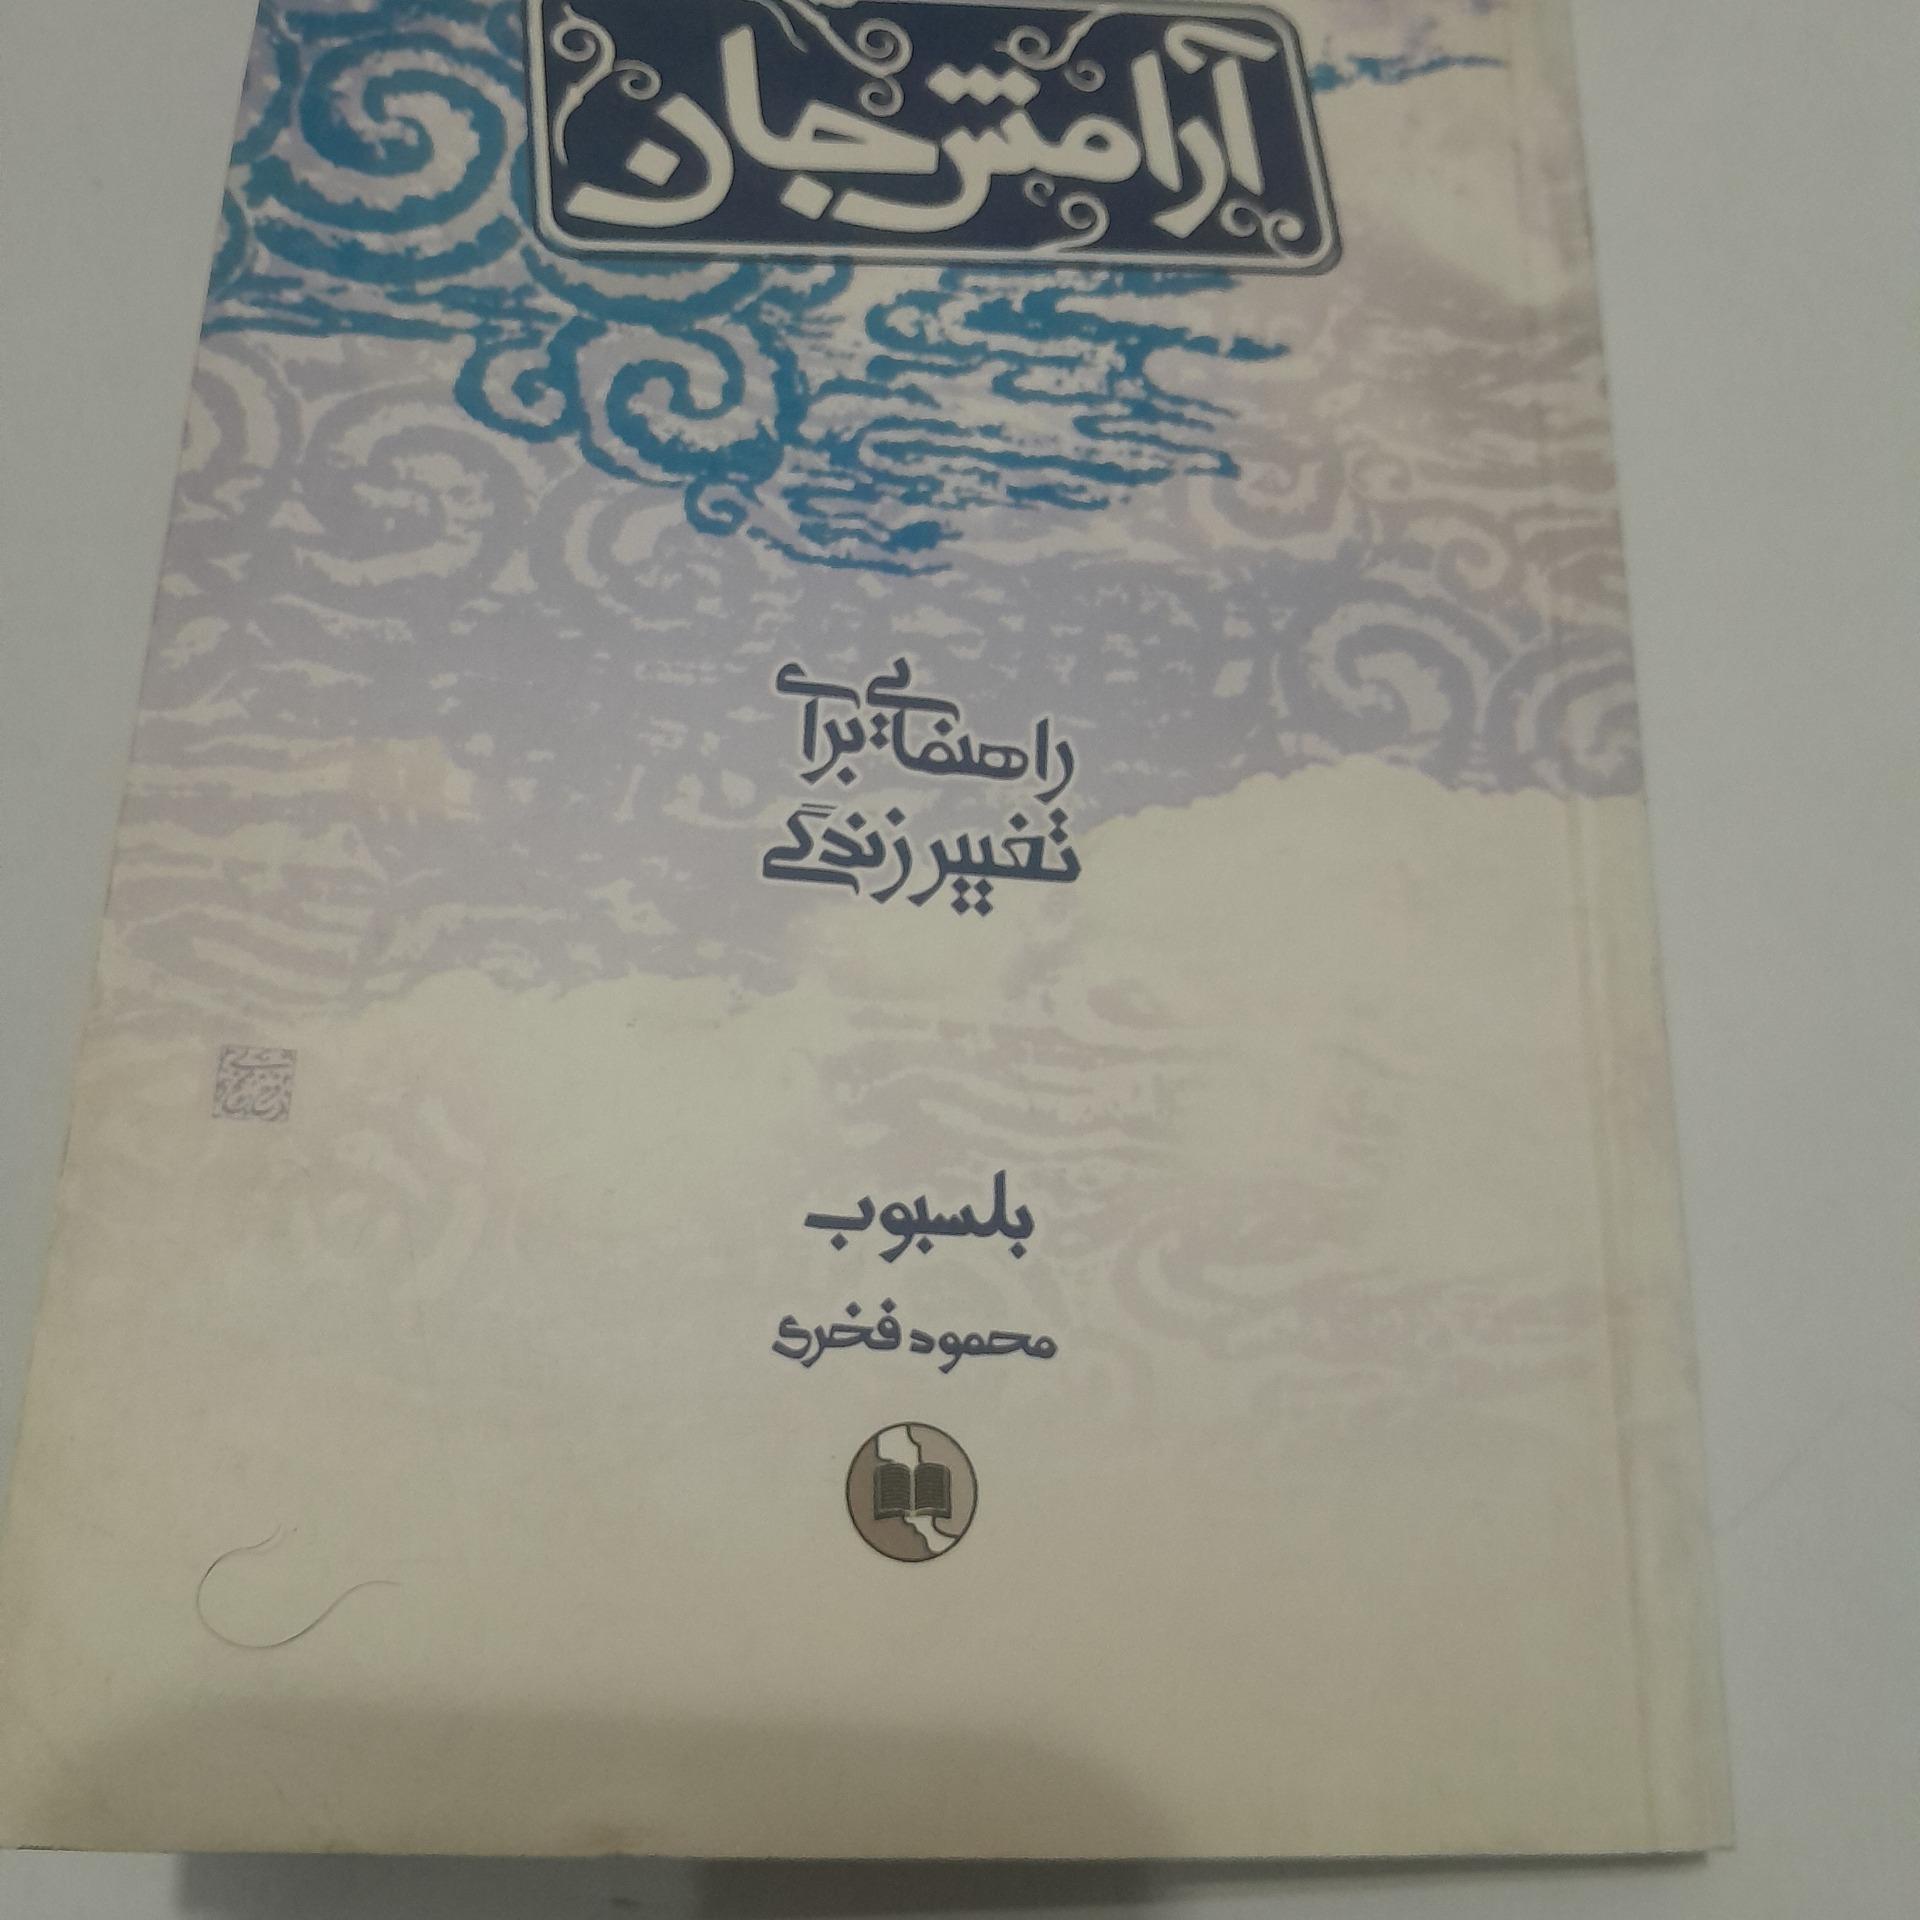 آرامش جان
راهنمایی برای
تغییر زندگی
بلسبوب
محمود فخری